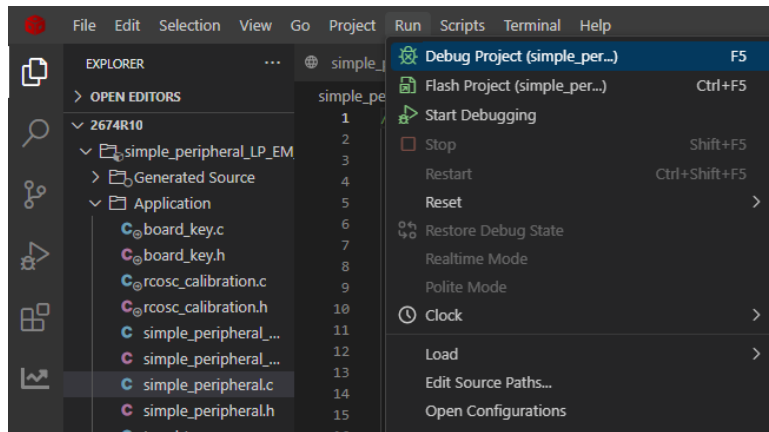 File Edit Selection View Go Project Run Scripts Terminal Help
EXPLORER ...
simple_
> OPEN EDITORS
simple_pe
2674R10
simple_peripheral_LP_EM
Generated Source
Application
board_key.c
board_key.h
rcosc_calibration.c
rcosc_calibration.h
simple_peripheral_...
simple_peripheral_...
simple_peripheral.c
simple_peripheral.h
1
2
3
4
5
6
7
8
9
10
11
12
13
14
15
Debug Project (simple_per...) F5
Flash Project (simple_per...) Ctrl+F5
Start Debugging
Stop Shift+F5
Restart Ctrl+Shift+F5
Reset
Restore Debug State
Realtime Mode
Polite Mode
Clock
Load
Edit Source Paths...
Open Configurations